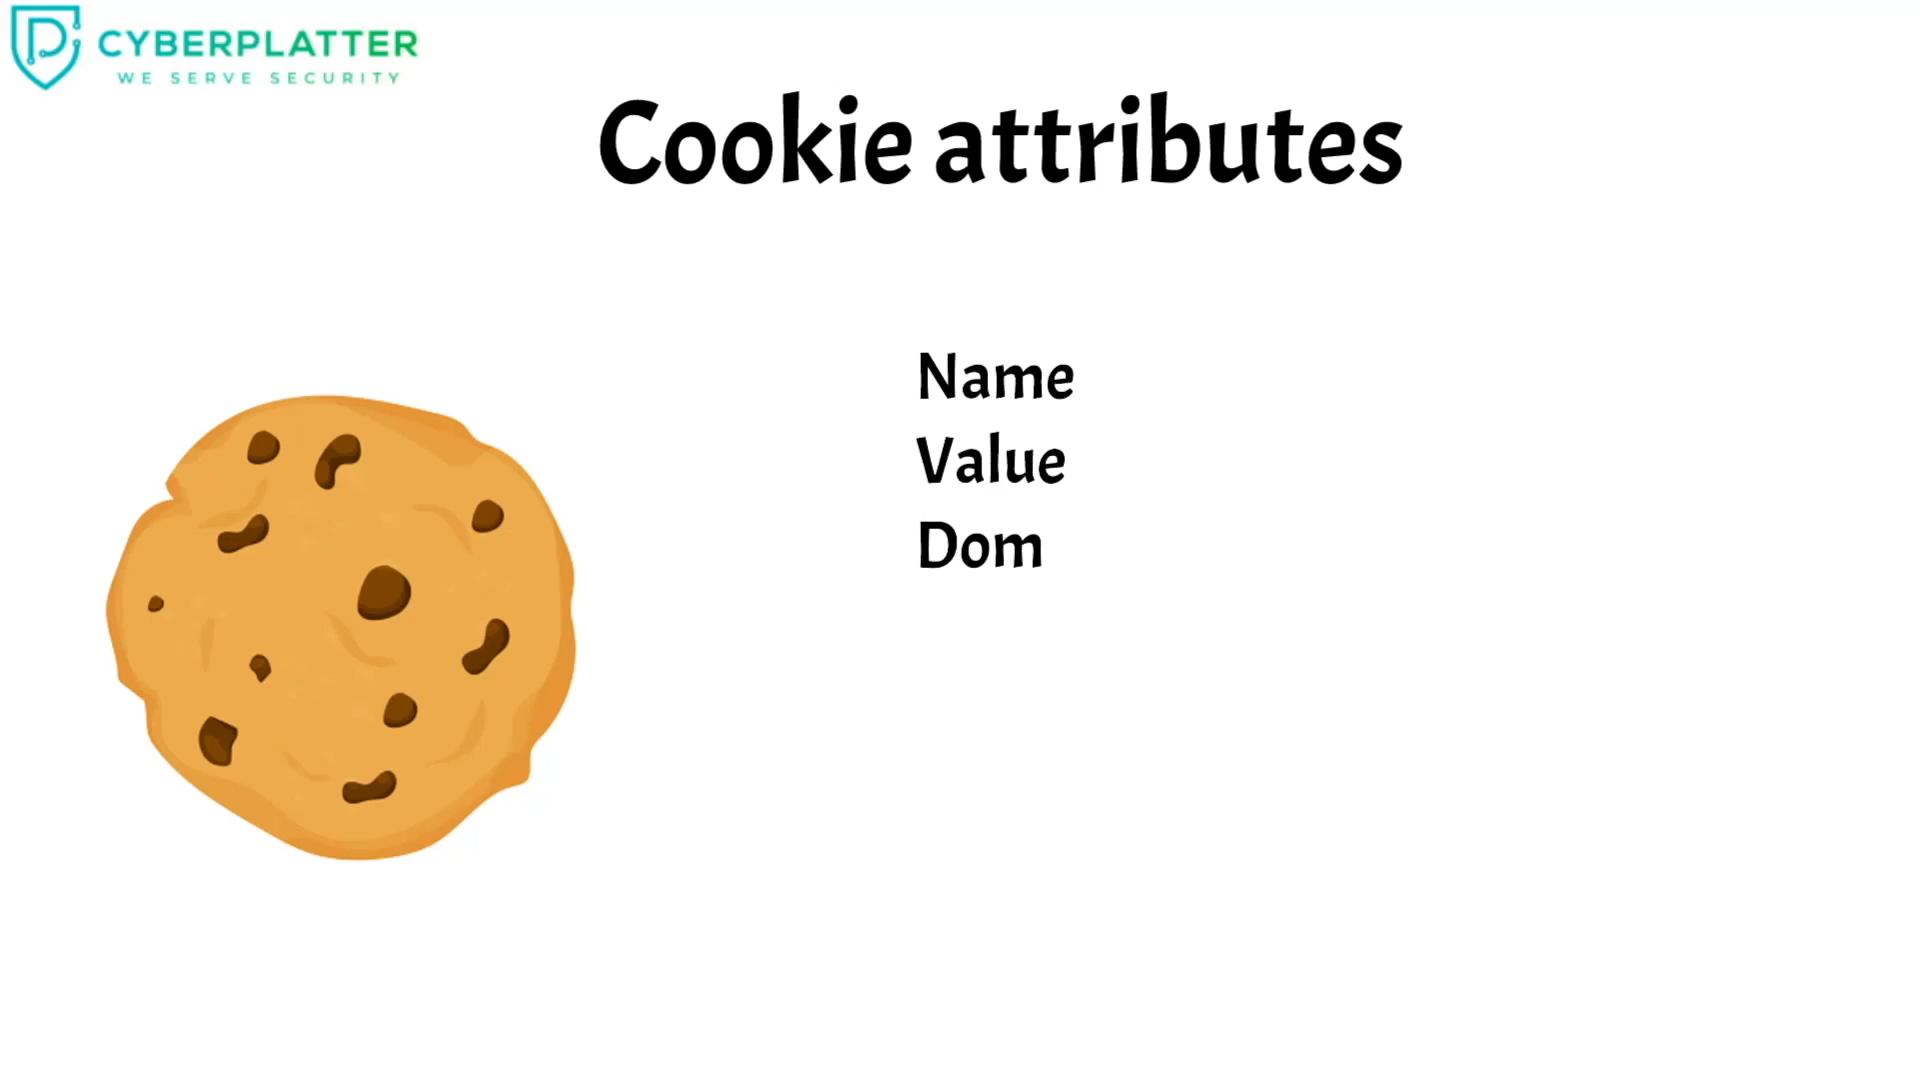 CYBERPLATTER
WE SERVE SECURITY
Cookie attributes
Name
Value
Dom